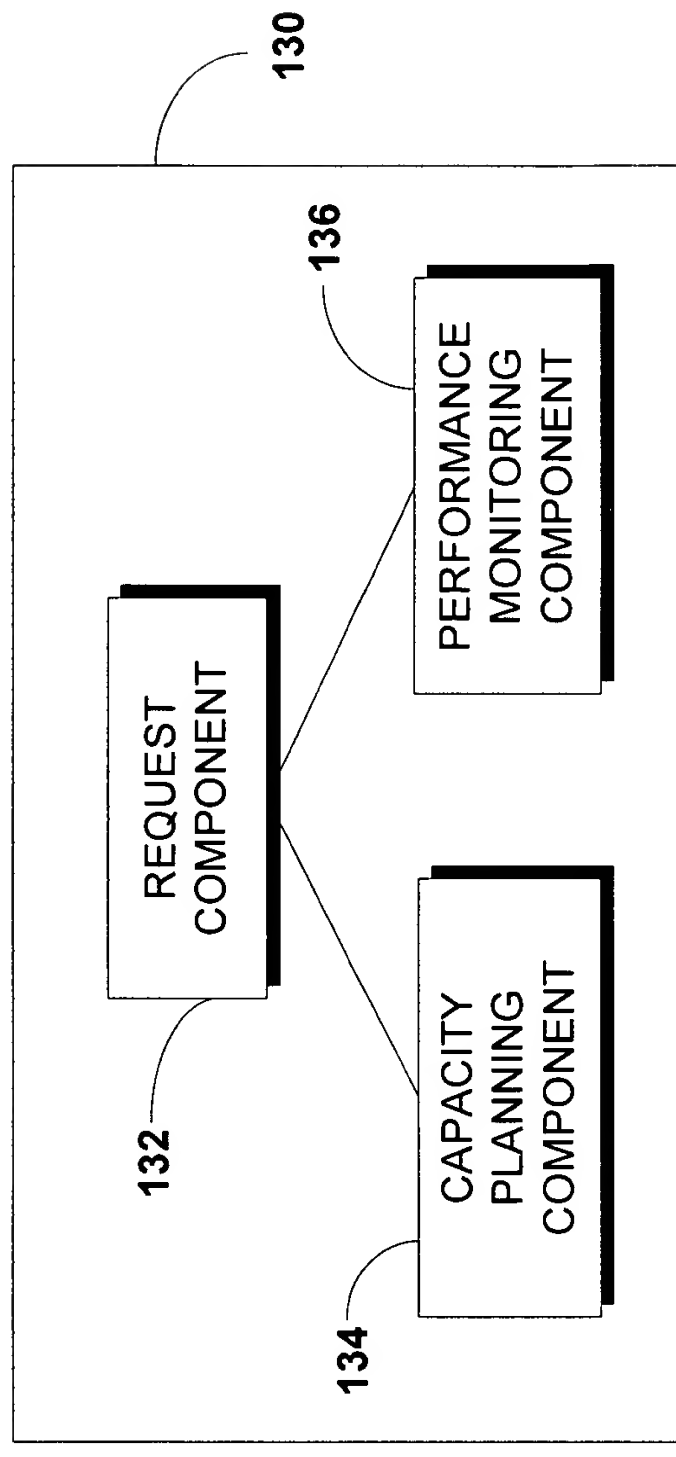 130
132
REQUEST
COMPONENT
134
CAPACITY
PLANNING
COMPONENT
136
PERFORMANCE
MONITORING
COMPONENT